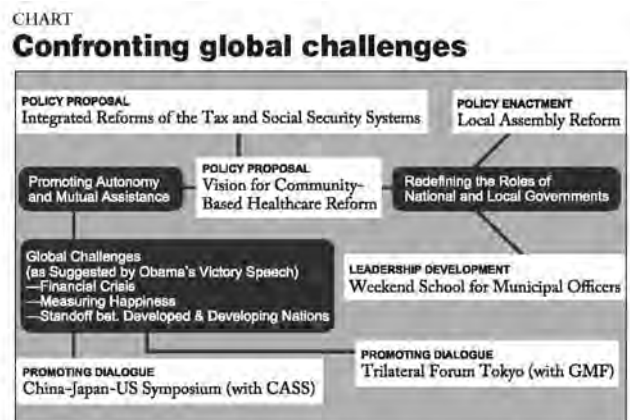 CHART
Confronting global challenges
POLICY PROPOSAL
Integrated Reforms of the Tax and Social Security Systems
POLICY ENACTMENT
Local Assembly Reform
Promoting Autonomy
and Mutual Assistance
POLICY PROPOSAL
Vision for Community-
Based Healthcare Reform
Redefining the Roles of
National and Local Governments
Global Challenges
(as Suggested by Obama's Victory Speech)
—Financial Crisis
—Measuring Happiness
—Standoff bet. Developed & Developing Nations
LEADERSHIP DEVELOPMENT
Weekend School for Municipal Officers
PROMOTING DIALOGUE
China-Japan-US Symposium (with CASS)
PROMOTING DIALOGUE
Trilateral Forum Tokyo (with GMF)